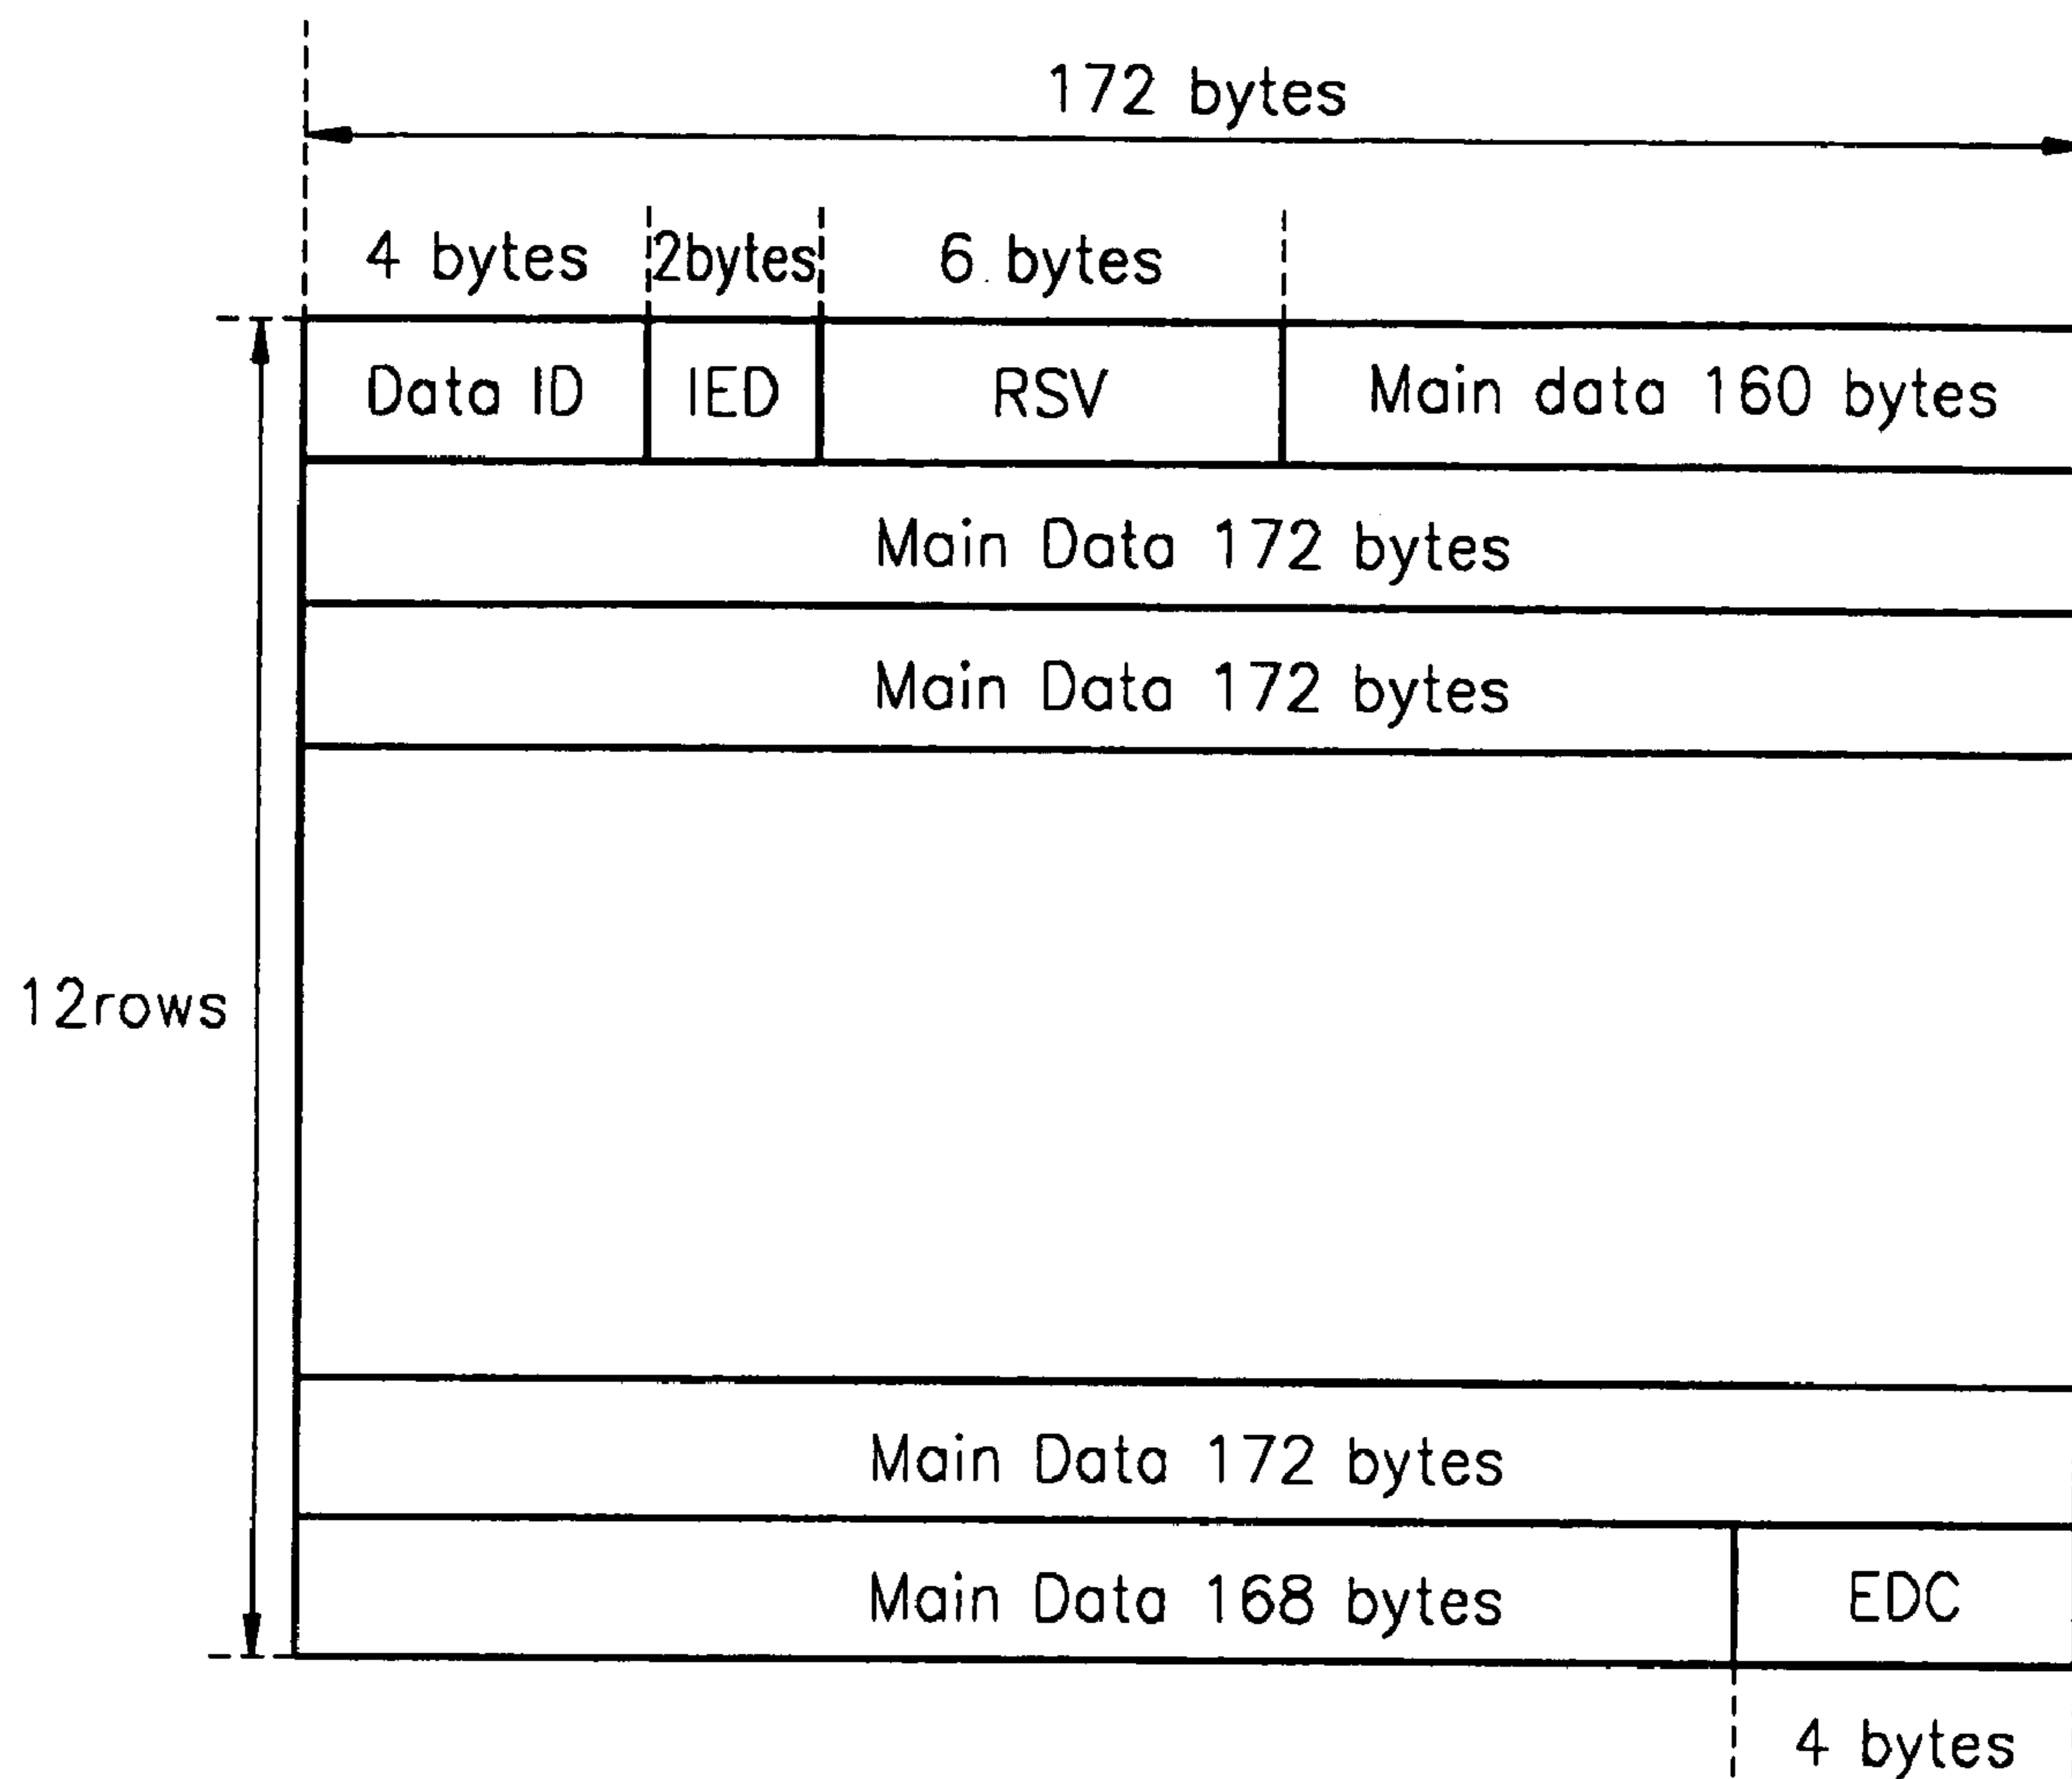 172 bytes
4 bytes 2bytes 6 bytes
Data ID IED RSV Main data 160 bytes
Main Data 172 bytes
Main Data 172 bytes
12rows
Main Data 172 bytes
Main Data 168 bytes EDC
4 bytes